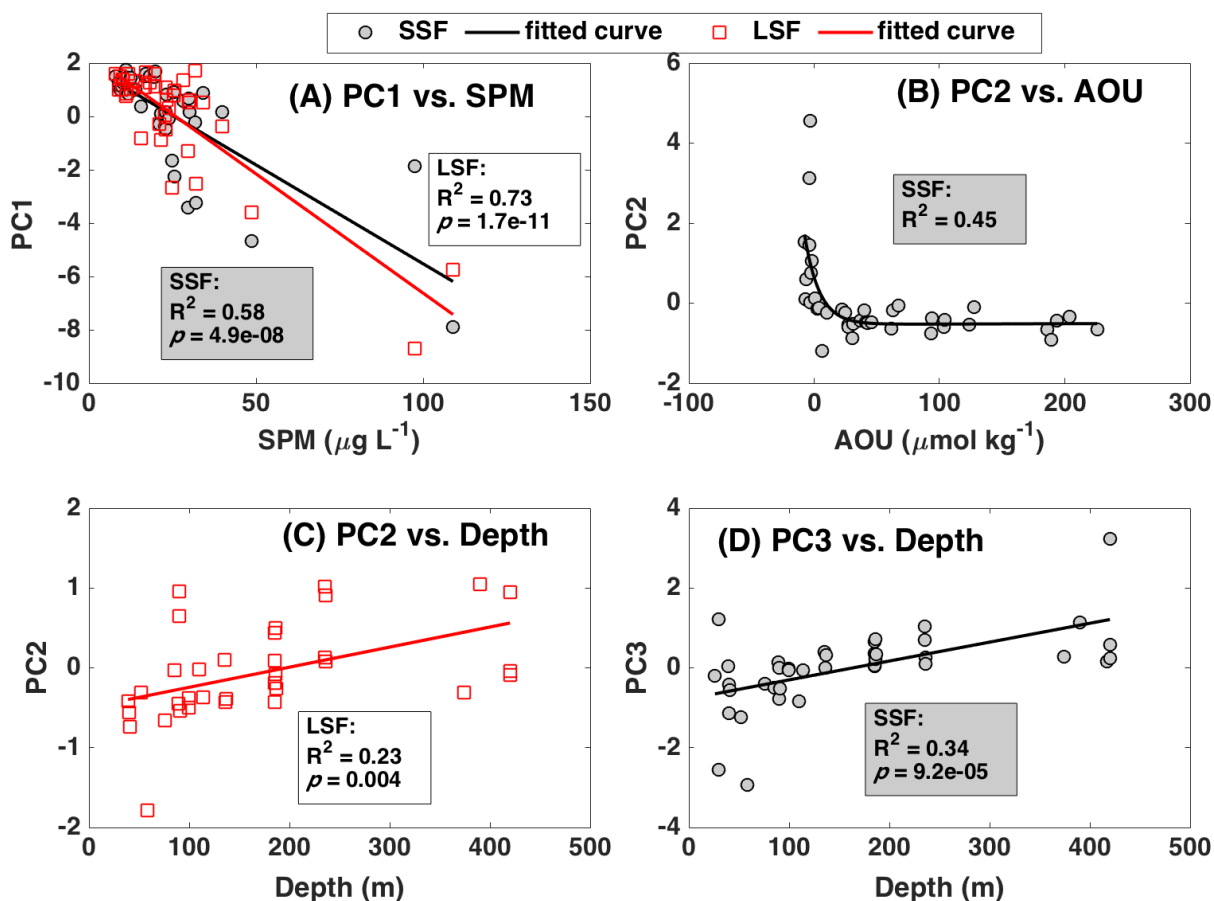 SSF fitted curve LSF fitted curve
(A) PC1 vs. SPM
PC1
2
0
-2
-4
-6
-8
-10
LSF:
R² = 0.73
p = 1.7e-11
SSF:
R² = 0.58
p = 4.9e-08
0 50 100 150
SPM (μg L⁻¹)
(B) PC2 vs. AOU
PC2
6
4
2
0
-2
SSF:
R² = 0.45
-100 0 100 200 300
AOU (μmol kg⁻¹)
(C) PC2 vs. Depth
PC2
2
1
0
-1
-2
LSF:
R² = 0.23
p = 0.004
0 100 200 300 400 500
Depth (m)
(D) PC3 vs. Depth
PC3
4
2
0
-2
-4
SSF:
R² = 0.34
p = 9.2e-05
0 100 200 300 400 500
Depth (m)